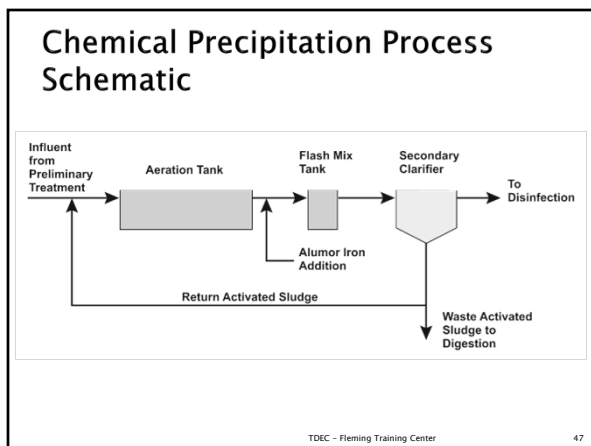 Chemical Precipitation Process
Schematic
Influent
from
Preliminary
Treatment
Aeration Tank
Flash Mix
Tank
Secondary
Clarifier
To
Disinfection
Alumor Iron
Addition
Return Activated Sludge
Waste Activated
Sludge to
Digestion
TDEC - Fleming Training Center
47